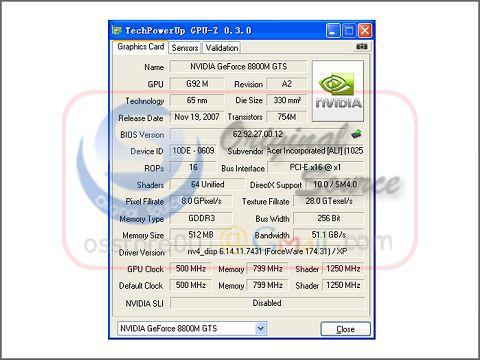 TechPowerUp GPU-Z 0.3.0
Graphics Card Sensors Validation
Name NVIDIA GeForce 8800M GTS
GPU G92 M Revision A2
Technology 65 nm Die Size 330 mm²
Release Date Nov 19, 2007 Transistors 754M
NVIDIA
BIOS Version 62.92.27.00.12
Device ID 10DE - 0609 Subvendor Acer Incorporated [ALI] (1025
ROPs 16 Bus Interface PCI-E x16 @ x1
Shaders 64 Unified DirectX Support 10.0 / SM4.0
Pixel Fillrate 8.0 GPixel/s Texture Fillrate 28.0 GTexel/s
Memory Type GDDR3 Bus Width 256 Bit
Memory Size 512 MB Bandwidth 51.1 GB/s
Driver Version nv4_disp 6.14.11.7431 (ForceWare 174.31) / XP
GPU Clock 500 MHz Memory 799 MHz Shader 1250 MHz
Default Clock 500 MHz Memory 799 MHz Shader 1250 MHz
NVIDIA SLI Disabled
NVIDIA GeForce 8800M GTS Close
Original
Source